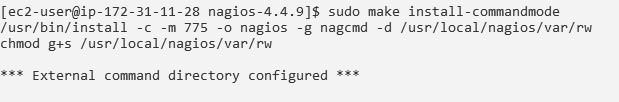 [ec2-user@ip-172-31-11-28 nagios-4.4.9]$ sudo make install-commandmode
/usr/bin/install -c -m 775 -o nagios -g nagcmd -d /usr/local/nagios/var/rw
chmod g+s /usr/local/nagios/var/rw
*** External command directory configured ***